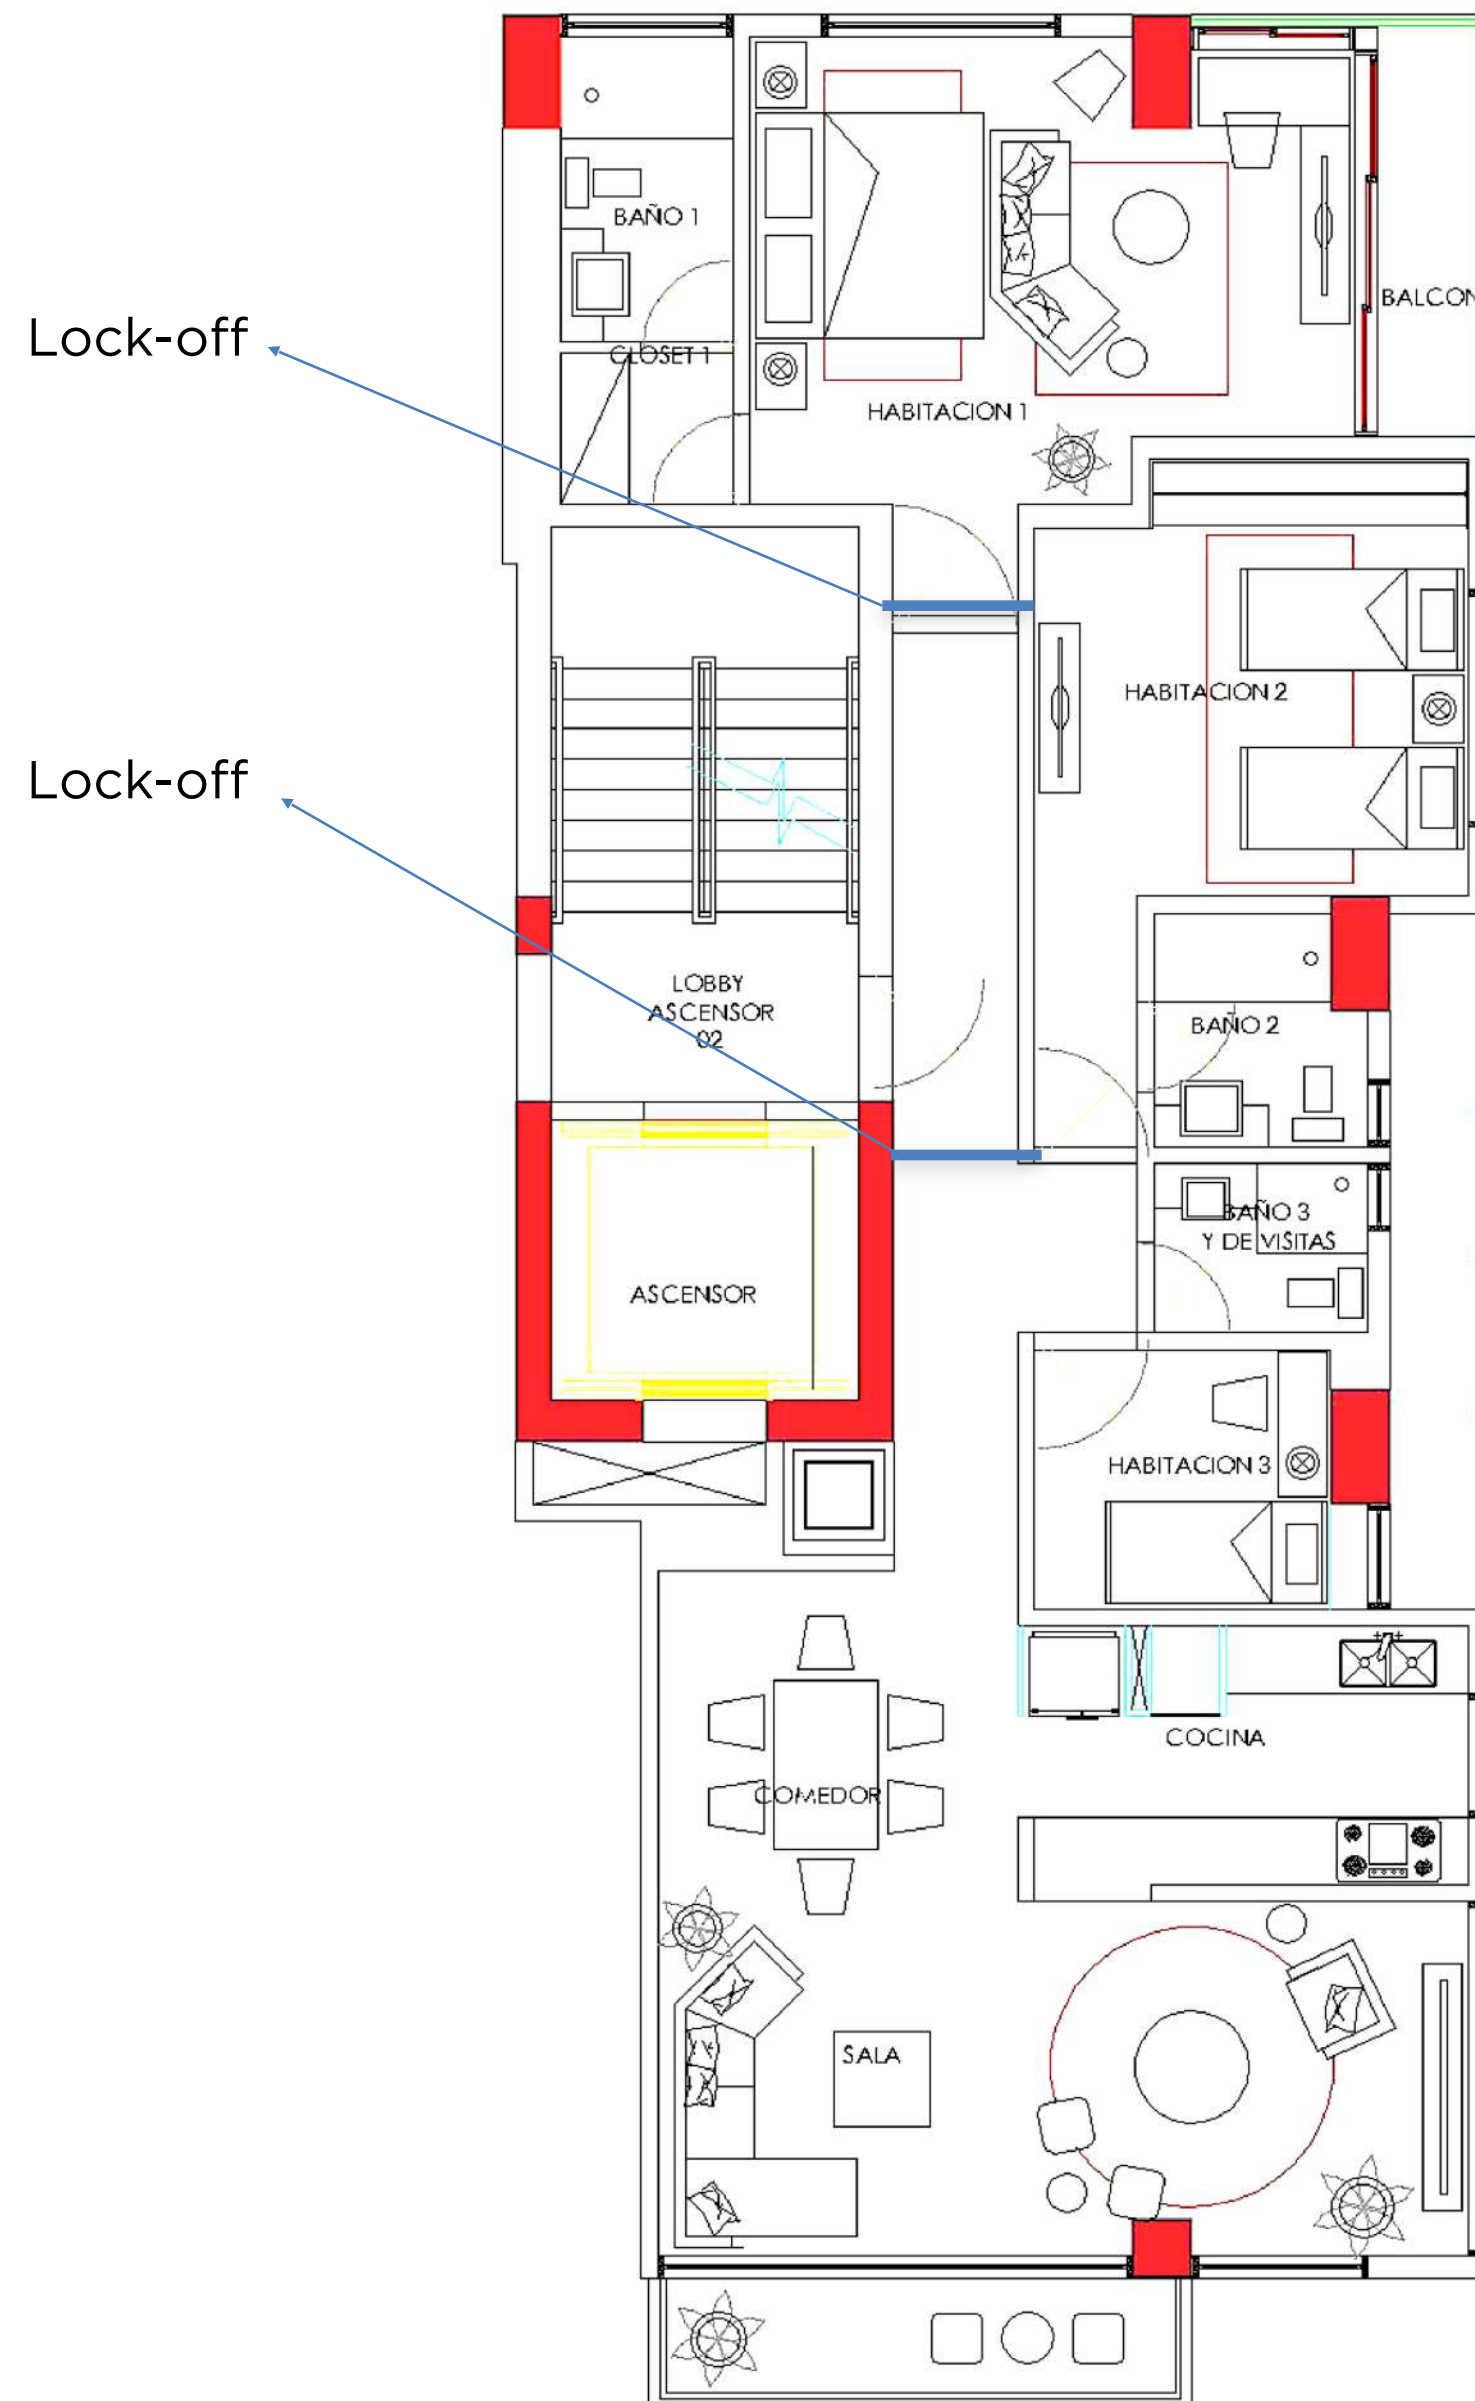 BAÑO 1
BALCON
Lock-off
CLOSET 1
HABITACION 1
HABITACION 2
Lock-off
LOBBY
ASCENSOR
02
BAÑO 2
BAÑO 3
Y DE VISITAS
ASCENSOR
HABITACION 3
COCINA
COMEDOR
SALA